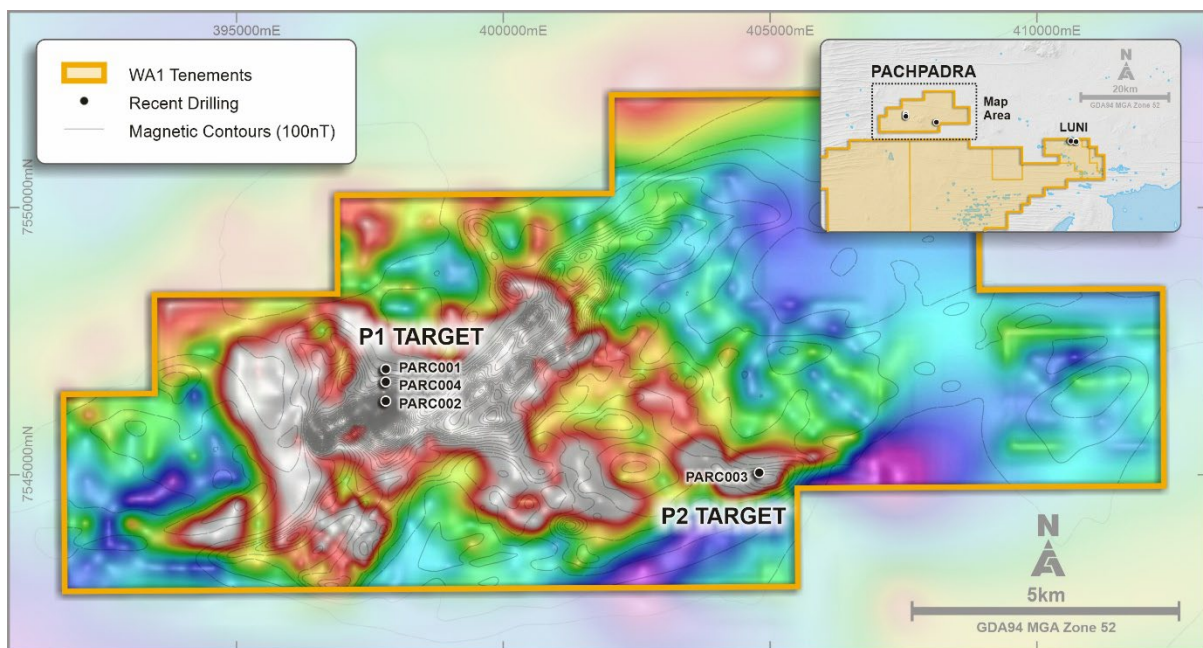 395000mE
400000mE
405000mE
410000mE
WA1 Tenements
Recent Drilling
Magnetic Contours (100nT)
PACHPADRA
Map
Area
LUNI
N
20km
GDA94 MGA Zone 52
7550000mN
7545000mN
P1 TARGET
PARC001
PARC004
PARC002
PARC003
P2 TARGET
N
5km
GDA94 MGA Zone 52